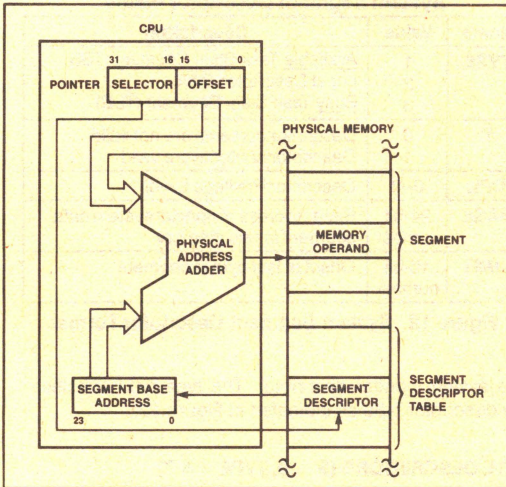 CPU
31 16 15 0
POINTER SELECTOR OFFSET
PHYSICAL MEMORY
PHYSICAL
ADDRESS
ADDER
MEMORY
OPERAND
SEGMENT
SEGMENT BASE
ADDRESS
23 0
SEGMENT
DESCRIPTOR
SEGMENT
DESCRIPTOR
TABLE